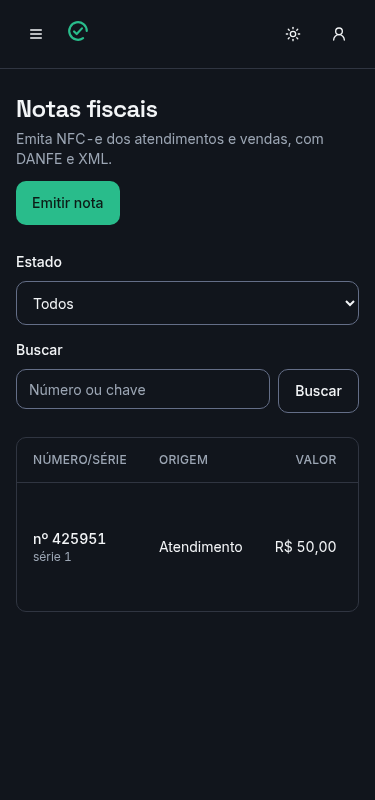 Notas fiscais
Emita NFC-e dos atendimentos e vendas, com
DANFE e XML.
Emitir nota
Estado
Todos
Buscar
Número ou chave
Buscar
NÚMERO/SÉRIE ORIGEM VALOR
nº 425951
série 1
Atendimento
R$ 50,00